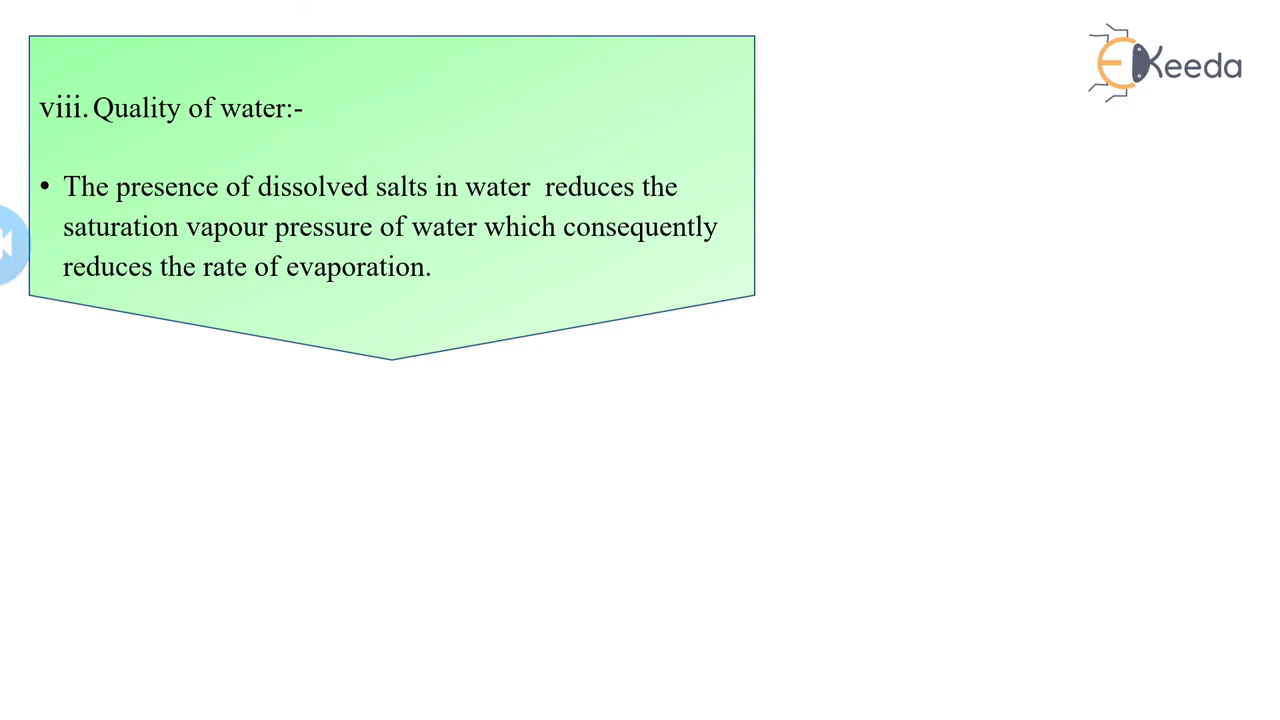 EKeeda
viii. Quality of water:-
• The presence of dissolved salts in water  reduces the
saturation vapour pressure of water which consequently
reduces the rate of evaporation.